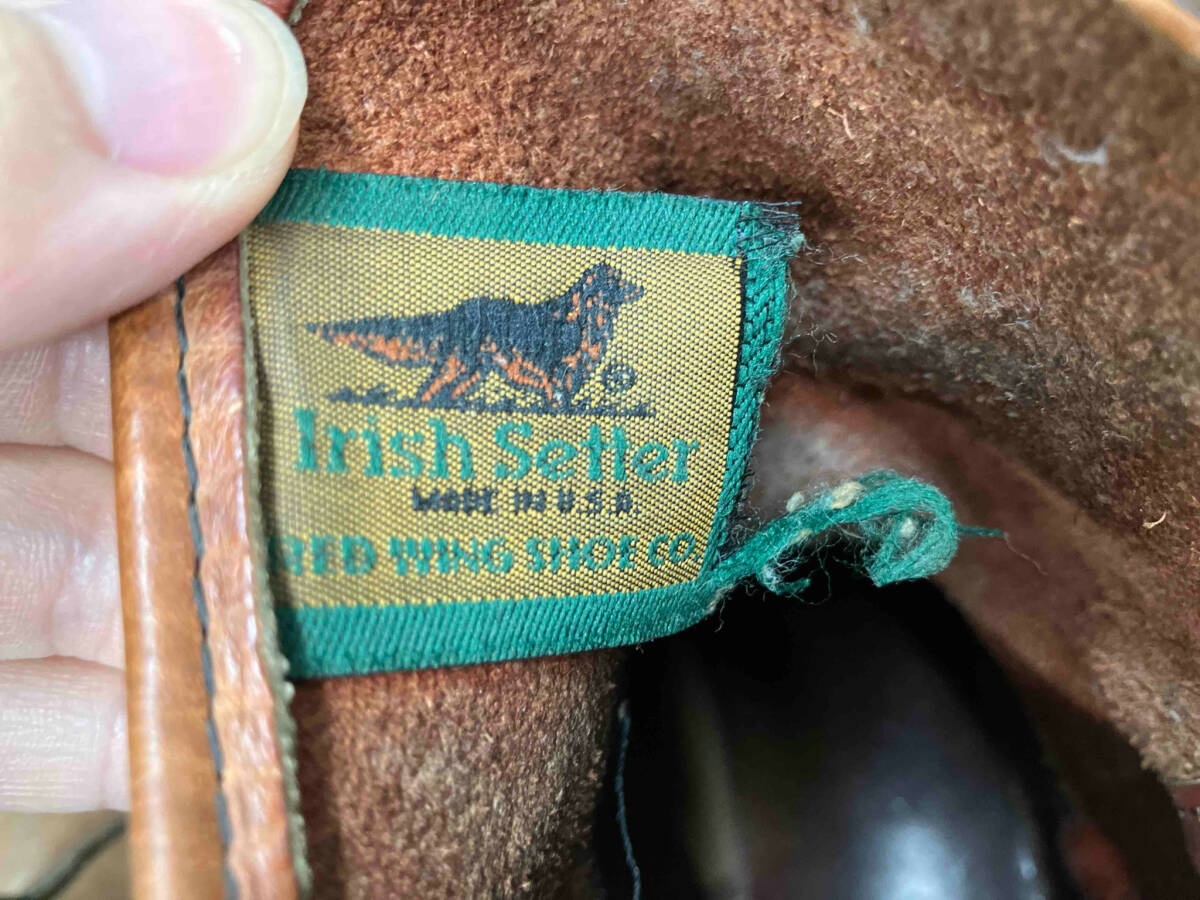 ®
Irish Setter
MADE IN U.S.A.
RED WING SHOE CO.